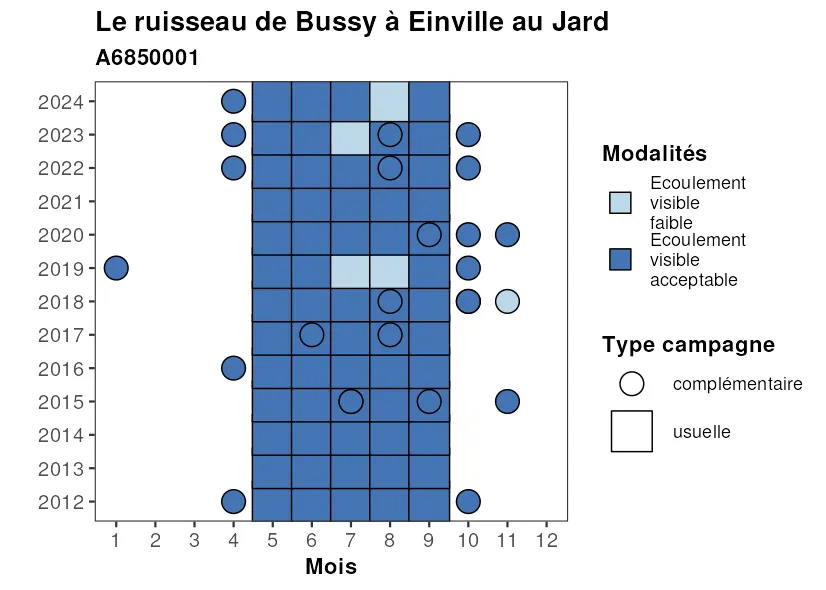 Le ruisseau de Bussy à Einville au Jard
A6850001
2024
2023
2022
2021
2020
2019
2018
2017
2016
2015
2014
2013
2012
1 2 3 4 5 6 7 8 9 10 11 12
Mois
Modalités
Ecoulement
visible
faible
Ecoulement
visible
acceptable
Type campagne
complémentaire
usuelle